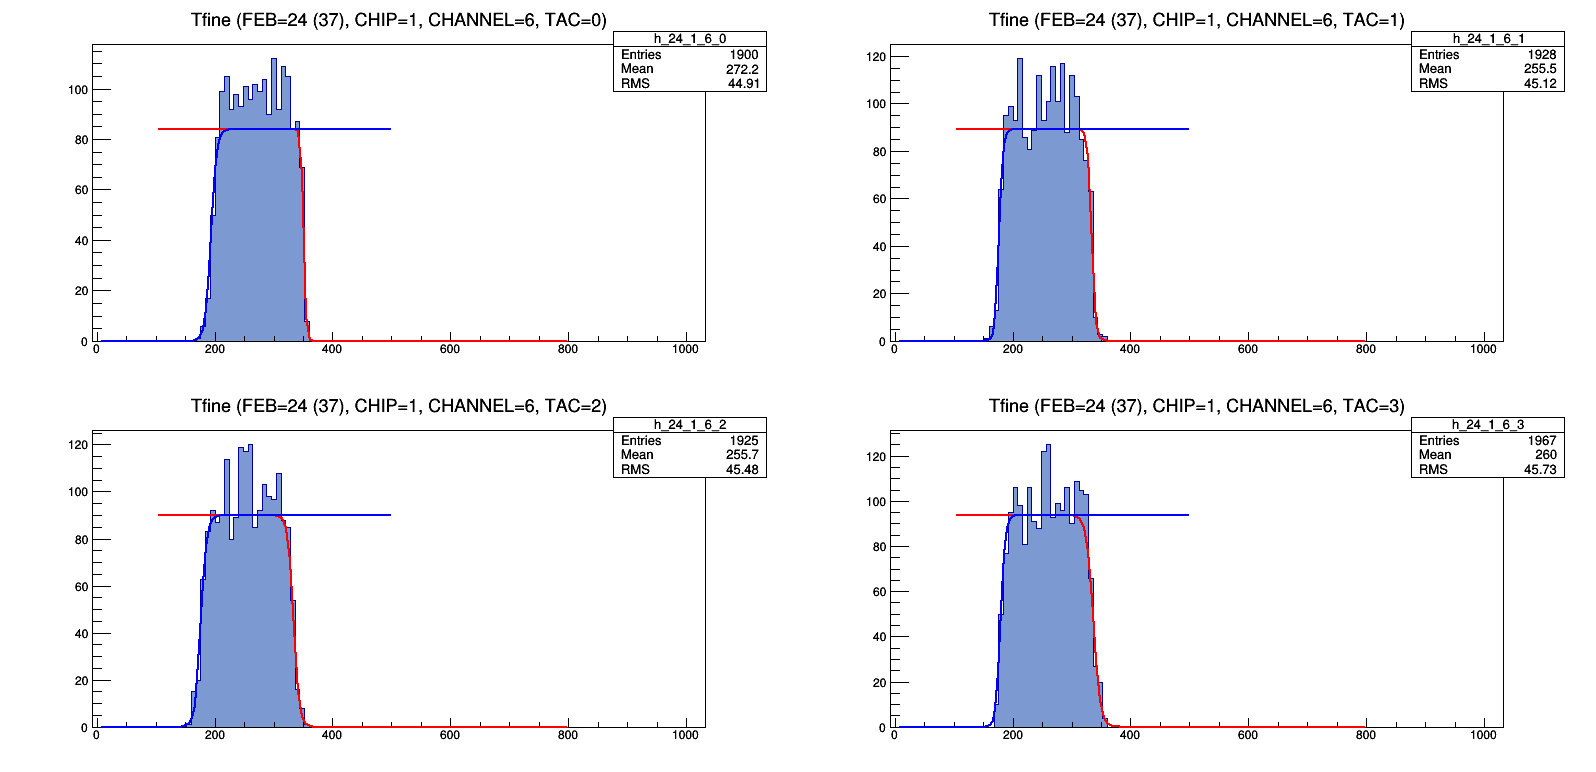 Tfine (FEB=24 (37), CHIP=1, CHANNEL=6, TAC=0)
h_24_1_6_0
Entries 1900
Mean 272.2
RMS 44.91
100
80
60
40
20
0
0 200 400 600 800 1000
Tfine (FEB=24 (37), CHIP=1, CHANNEL=6, TAC=1)
h_24_1_6_1
Entries 1928
Mean 255.5
RMS 45.12
120
100
80
60
40
20
0
0 200 400 600 800 1000
Tfine (FEB=24 (37), CHIP=1, CHANNEL=6, TAC=2)
h_24_1_6_2
Entries 1925
Mean 255.7
RMS 45.48
120
100
80
60
40
20
0
0 200 400 600 800 1000
Tfine (FEB=24 (37), CHIP=1, CHANNEL=6, TAC=3)
h_24_1_6_3
Entries 1967
Mean 260
RMS 45.73
120
100
80
60
40
20
0
0 200 400 600 800 1000